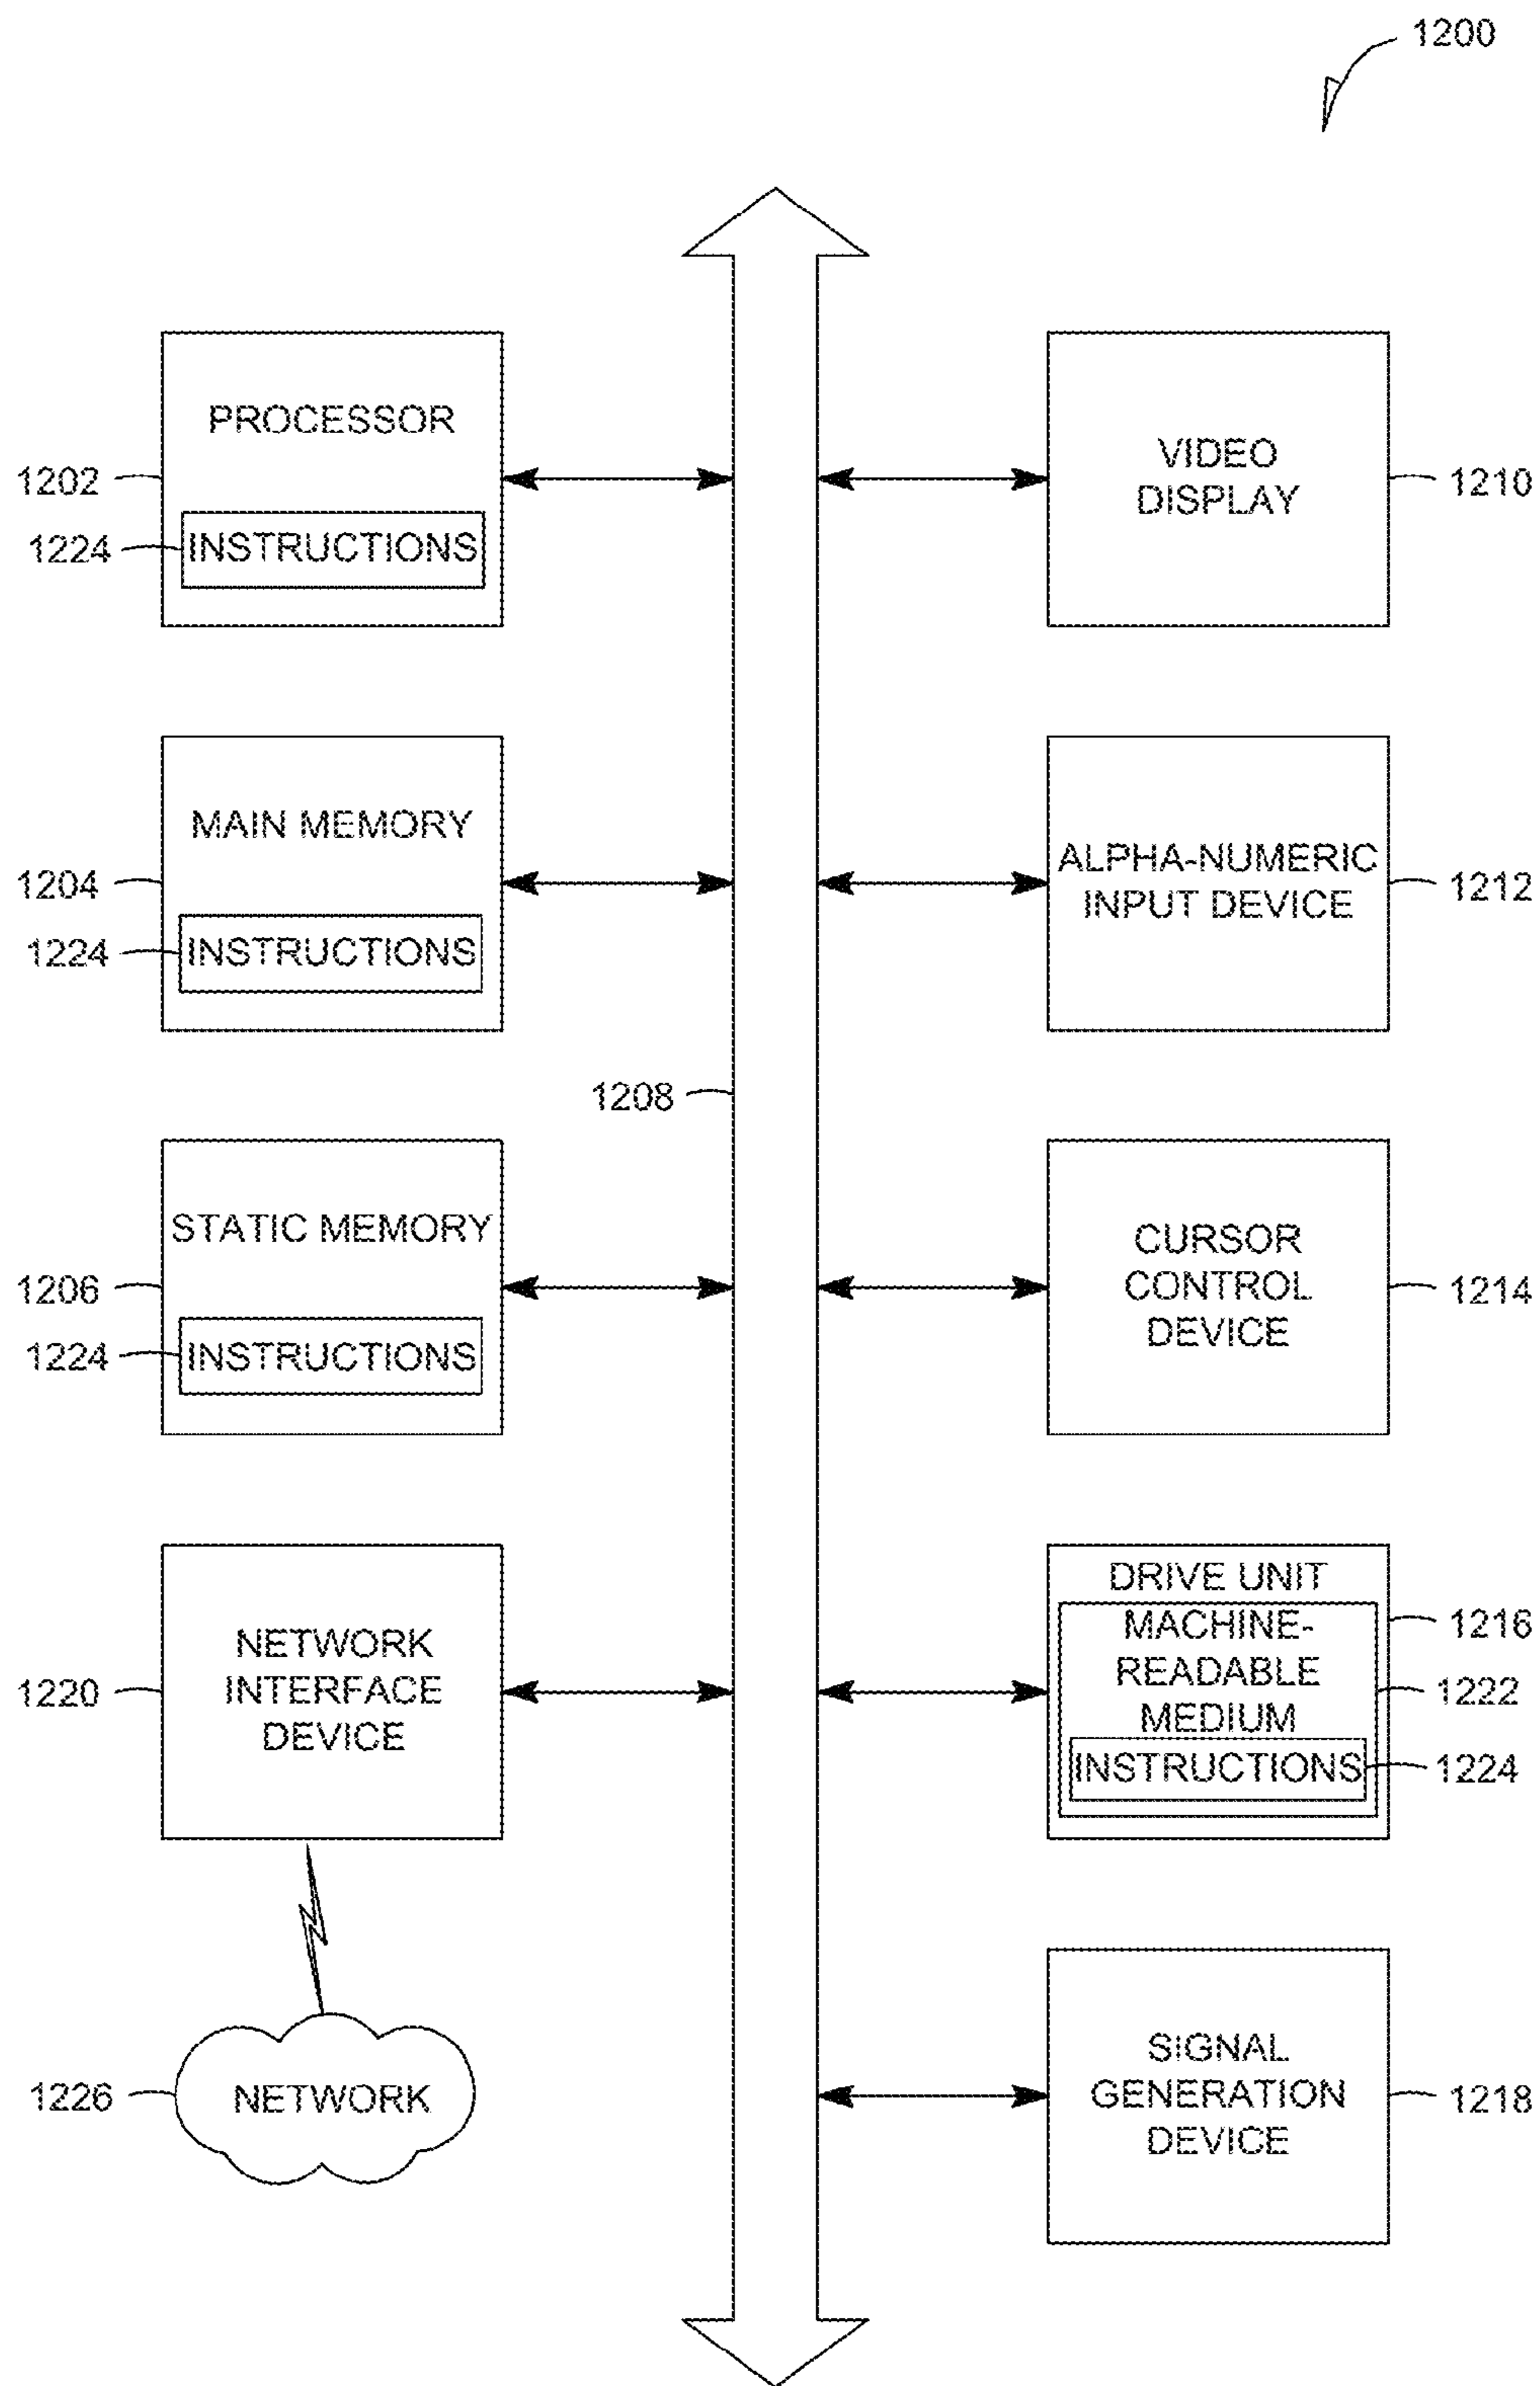 1200
PROCESSOR
1202
1224
INSTRUCTIONS
VIDEO
DISPLAY
1210
MAIN MEMORY
1204
1224
INSTRUCTIONS
ALPHA-NUMERIC
INPUT DEVICE
1212
1208
STATIC MEMORY
1206
1224
INSTRUCTIONS
CURSOR
CONTROL
DEVICE
1214
NETWORK
INTERFACE
DEVICE
1220
DRIVE UNIT
1216
MACHINE-
READABLE
MEDIUM
1222
INSTRUCTIONS
1224
1226
NETWORK
SIGNAL
GENERATION
DEVICE
1218